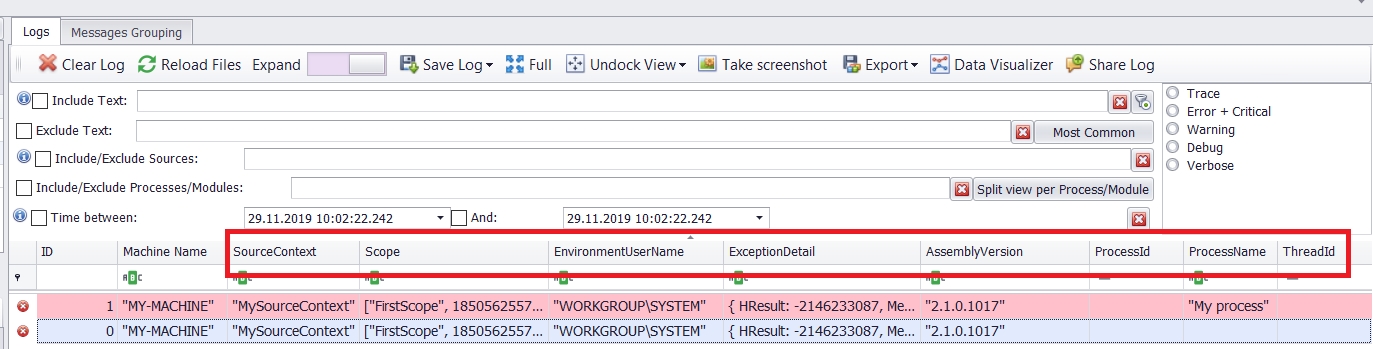 Logs Messages Grouping
Clear Log Reload Files Expand Save Log Full Undock View Take screenshot Export Data Visualizer Share Log
Include Text:
Trace
Error + Critical
Exclude Text: Most Common
Warning
Debug
Include/Exclude Sources:
Verbose
Include/Exclude Processes/Modules: Split view per Process/Module
Time between: 29.11.2019 10:02:22.242 And: 29.11.2019 10:02:22.242
ID Machine Name SourceContext Scope EnvironmentUserName ExceptionDetail AssemblyVersion ProcessId ProcessName ThreadId
1 "MY-MACHINE" "MySourceContext" ["FirstScope", 1850562557... "WORKGROUP\SYSTEM" { HResult: -2146233087, Me... "2.1.0.1017" "My process"
0 "MY-MACHINE" "MySourceContext" ["FirstScope", 1850562557... "WORKGROUP\SYSTEM" { HResult: -2146233087, Me... "2.1.0.1017"